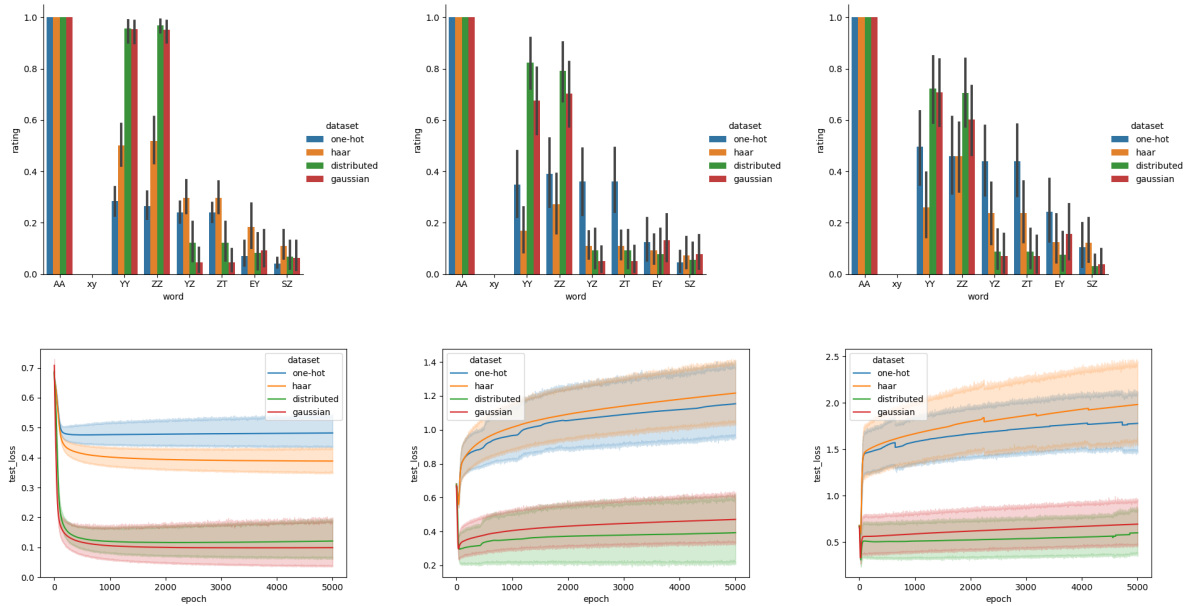 1.0
0.8
0.6
0.4
0.2
0.0
rating
AA xy YY ZZ YZ ZT EY SZ
word
dataset
one-hot
haar
distributed
gaussian
1.0
0.8
0.6
0.4
0.2
0.0
rating
AA xy YY ZZ YZ ZT EY SZ
word
dataset
one-hot
haar
distributed
gaussian
1.0
0.8
0.6
0.4
0.2
0.0
rating
AA xy YY ZZ YZ ZT EY SZ
word
dataset
one-hot
haar
distributed
gaussian
0.7
0.6
0.5
0.4
0.3
0.2
0.1
0.0
test_loss
0 1000 2000 3000 4000 5000
epoch
dataset
one-hot
haar
distributed
gaussian
1.4
1.2
1.0
0.8
0.6
0.4
0.2
test_loss
0 1000 2000 3000 4000 5000
epoch
dataset
one-hot
haar
distributed
gaussian
2.5
2.0
1.5
1.0
0.5
test_loss
0 1000 2000 3000 4000 5000
epoch
dataset
one-hot
haar
distributed
gaussian